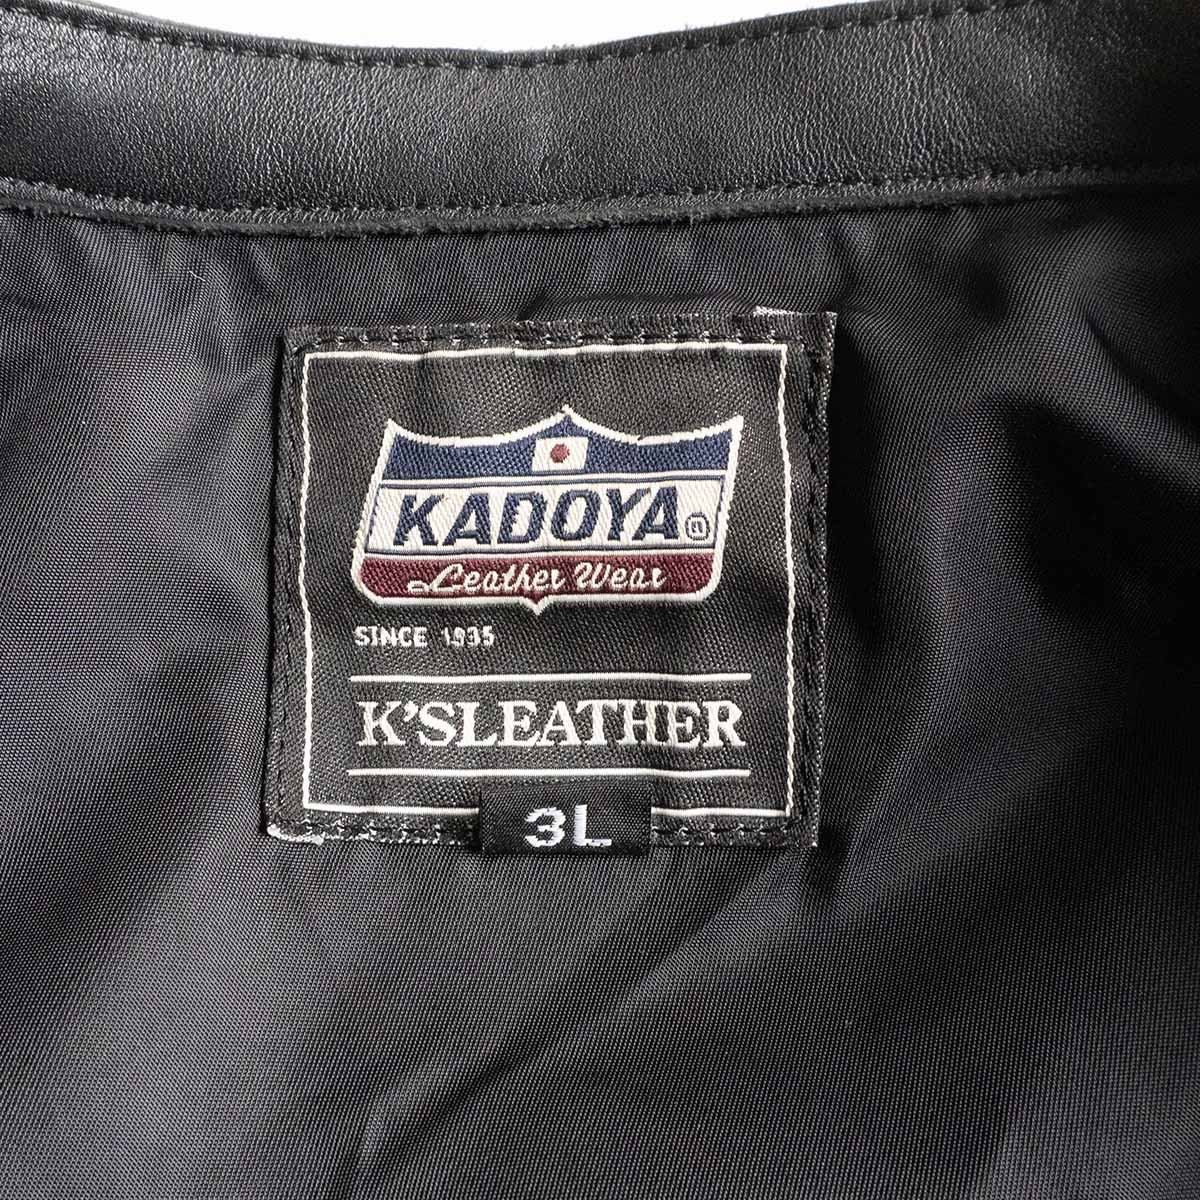 KADOYA®
Leather Wear
SINCE 1935
K'SLEATHER
3L